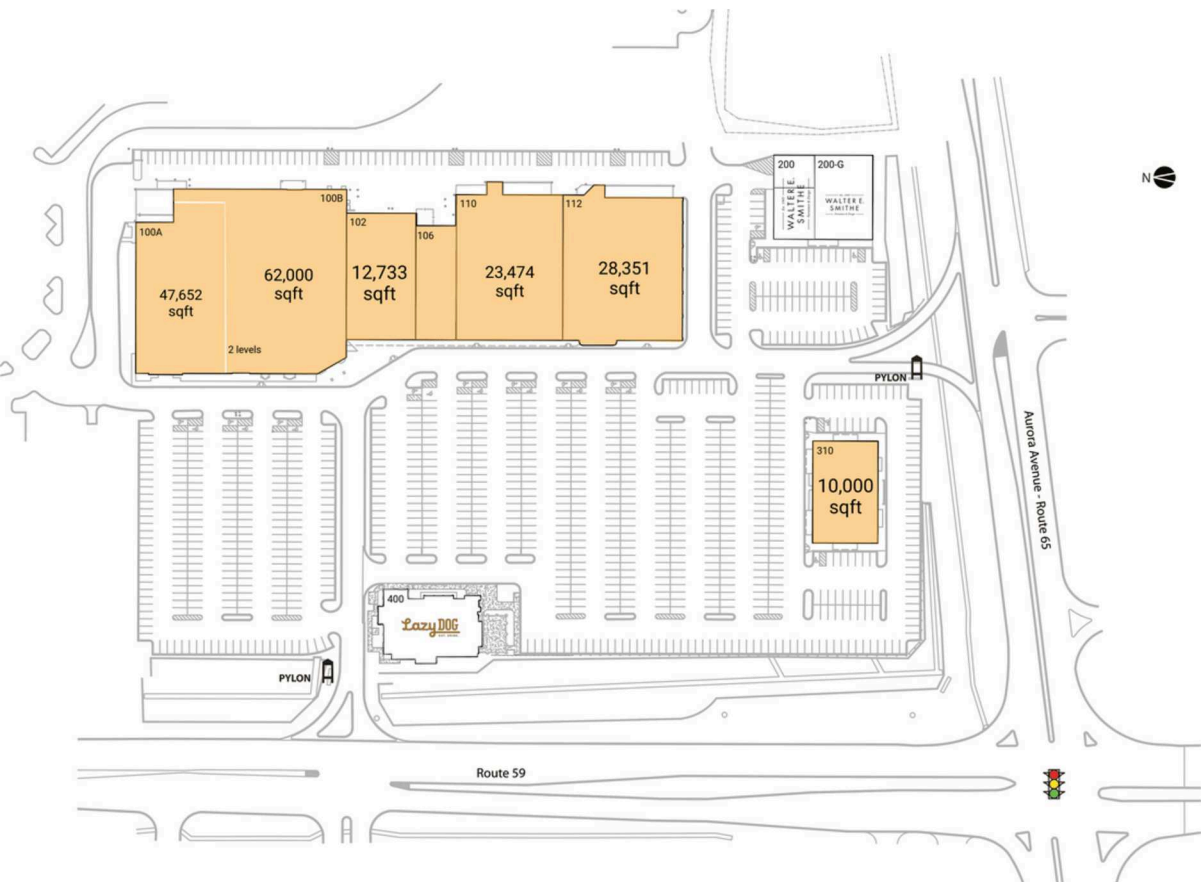 200
200-G
WALTER E.
SMITHE
WALTER E.
SMITHE
N
100B
110
112
102
100A
106
62,000
sqft
12,733
sqft
23,474
sqft
28,351
sqft
47,652
sqft
2 levels
PYLON
Aurora Avenue - Route 65
310
10,000
sqft
400
Lazy DOG
PYLON
Route 59